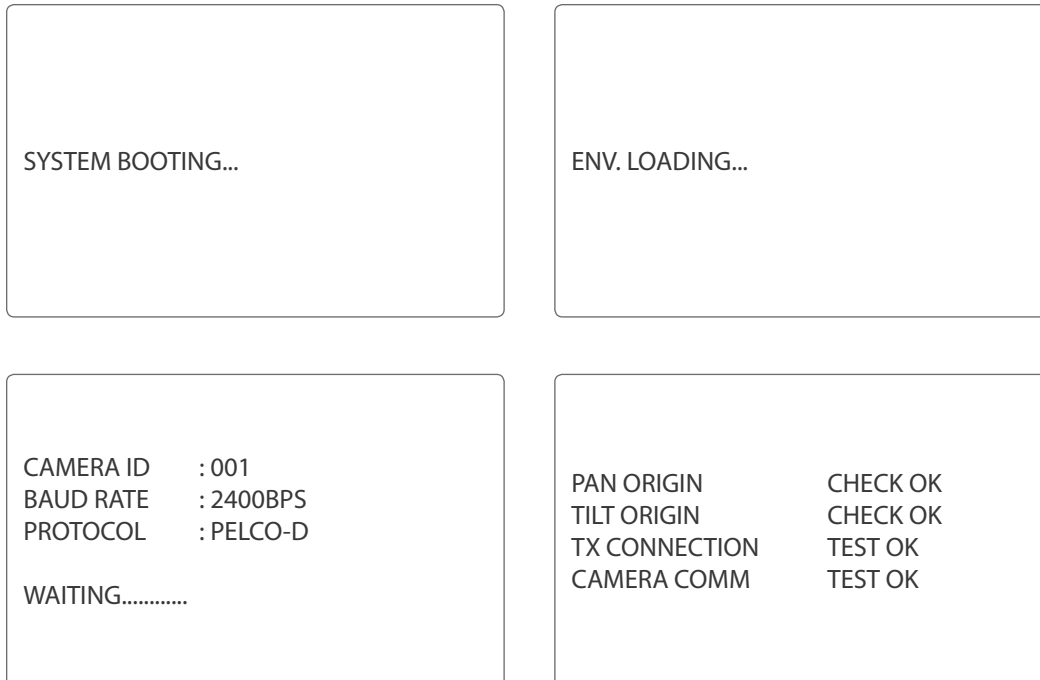 SYSTEM BOOTING...
ENV. LOADING...
CAMERA ID : 001
BAUD RATE : 2400BPS
PROTOCOL : PELCO-D
WAITING............
PAN ORIGIN CHECK OK
TILT ORIGIN CHECK OK
TX CONNECTION TEST OK
CAMERA COMM TEST OK